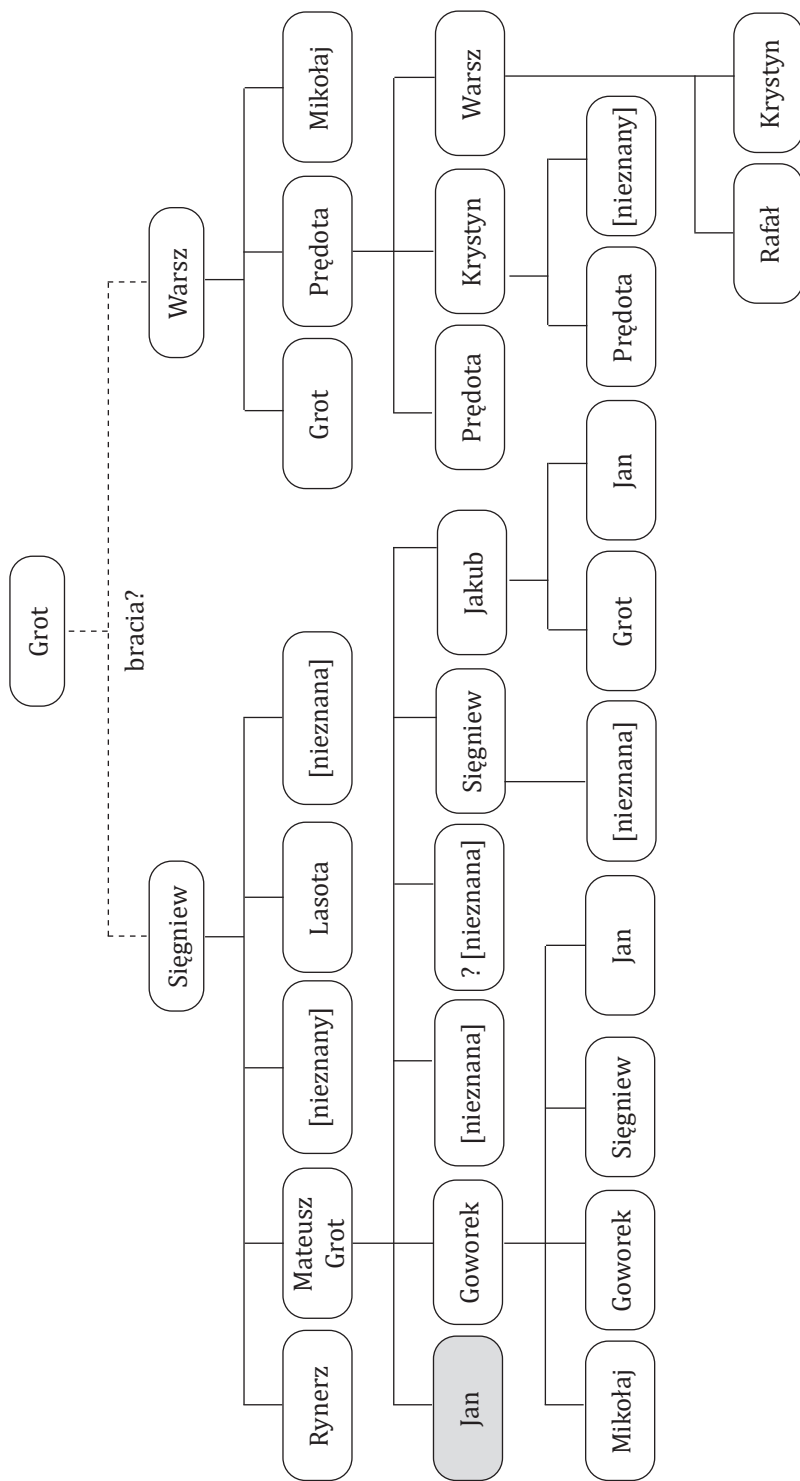 Grot
bracia?
Sięgniew
Warsz
Rynerz
Mateusz
Grot
[nieznany]
Lasota
[nieznana]
Grot
Prędota
Mikołaj
Jan
Goworek
[nieznana]
? [nieznana]
Sięgniew
Jakub
Prędota
Krystyn
Warsz
Mikołaj
Goworek
Sięgniew
Jan
[nieznana]
Grot
Jan
Prędota
[nieznany]
Rafał
Krystyn